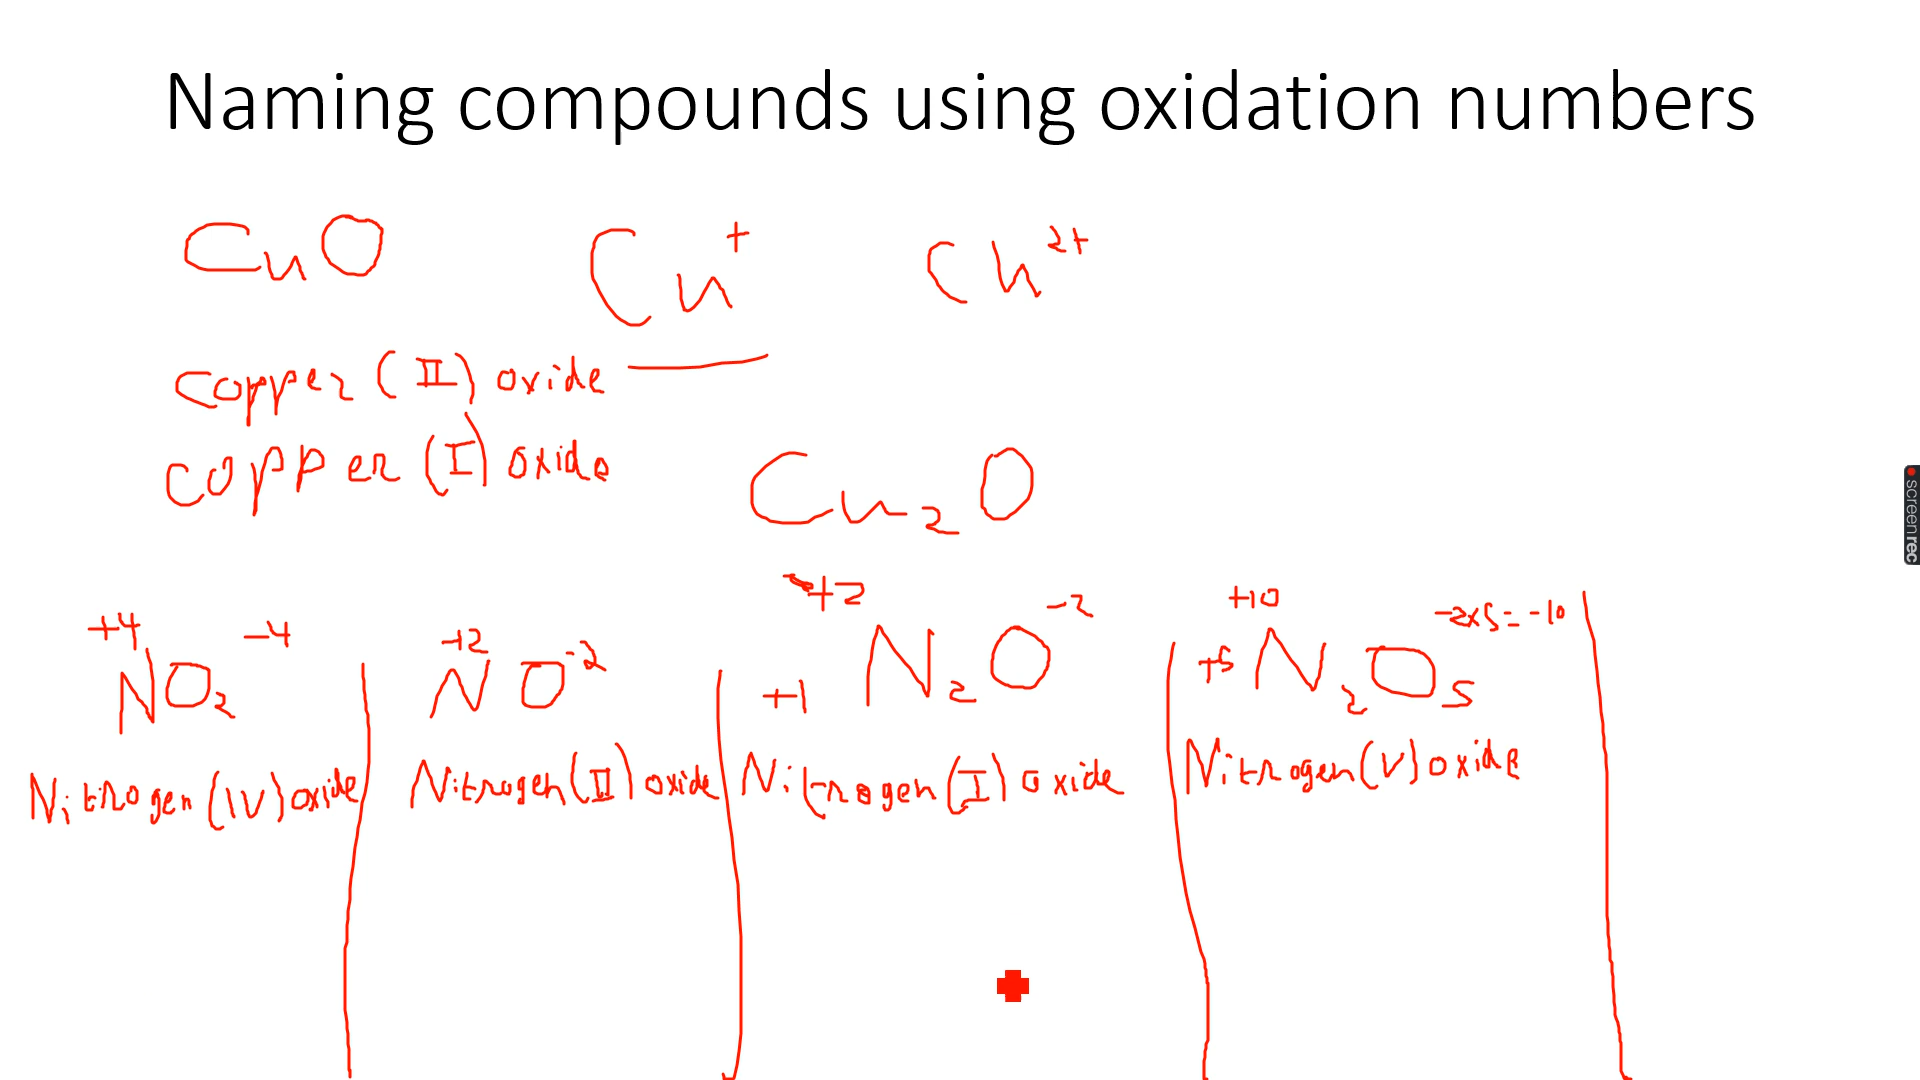 Naming compounds using oxidation numbers
CuO Cu⁺ Cu²⁺
Copper (II) oxide
Copper (I) oxide
Cu₂O
+4 -4 +2 -2 +2 -2 +10 -2x5=-10
NO₂ NO +1 N₂O +5 N₂O₅
Nitrogen (IV) oxide Nitrogen (II) oxide Nitrogen (I) oxide Nitrogen (V) oxide
screenrec